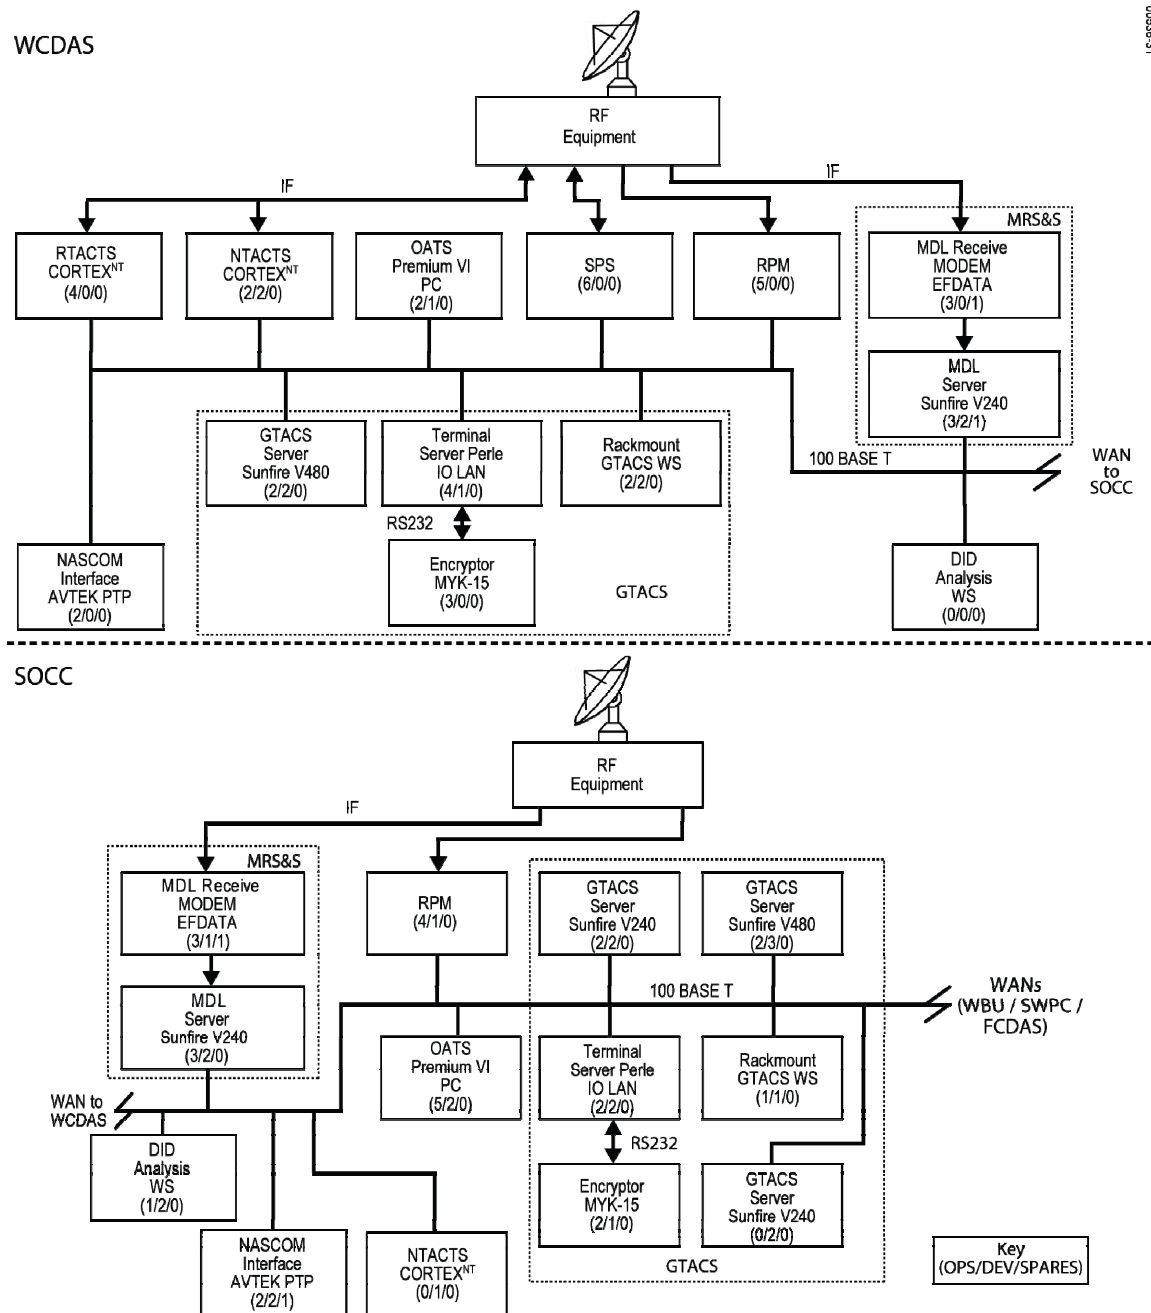 WCDAS
RF
Equipment
IF
IF
MRS&S
RTACTS
CORTEXNT
(4/0/0)
NTACTS
CORTEXNT
(2/2/0)
OATS
Premium VI
PC
(2/1/0)
SPS
(6/0/0)
RPM
(5/0/0)
MDL Receive
MODEM
EFDATA
(3/0/1)
MDL
Server
Sunfire V240
(3/2/1)
GTACS
Server
Sunfire V480
(2/2/0)
Terminal
Server Perle
IO LAN
(4/1/0)
Rackmount
GTACS WS
(2/2/0)
100 BASE T
WAN
to
SOCC
RS232
NASCOM
Interface
AVTEK PTP
(2/0/0)
Encryptor
MYK-15
(3/0/0)
GTACS
DID
Analysis
WS
(0/0/0)
SOCC
RF
Equipment
IF
MRS&S
MDL Receive
MODEM
EFDATA
(3/1/1)
RPM
(4/1/0)
GTACS
Server
Sunfire V240
(2/2/0)
GTACS
Server
Sunfire V480
(2/3/0)
100 BASE T
WANs
(WBU / SWPC /
FCDAS)
MDL
Server
Sunfire V240
(3/2/0)
OATS
Premium VI
PC
(5/2/0)
Terminal
Server Perle
IO LAN
(2/2/0)
Rackmount
GTACS WS
(1/1/0)
WAN to
WCDAS
RS232
DID
Analysis
WS
(1/2/0)
Encryptor
MYK-15
(2/1/0)
GTACS
Server
Sunfire V240
(0/2/0)
NASCOM
Interface
AVTEK PTP
(2/2/1)
NTACTS
CORTEXNT
(0/1/0)
GTACS
Key
(OPS/DEV/SPARES)